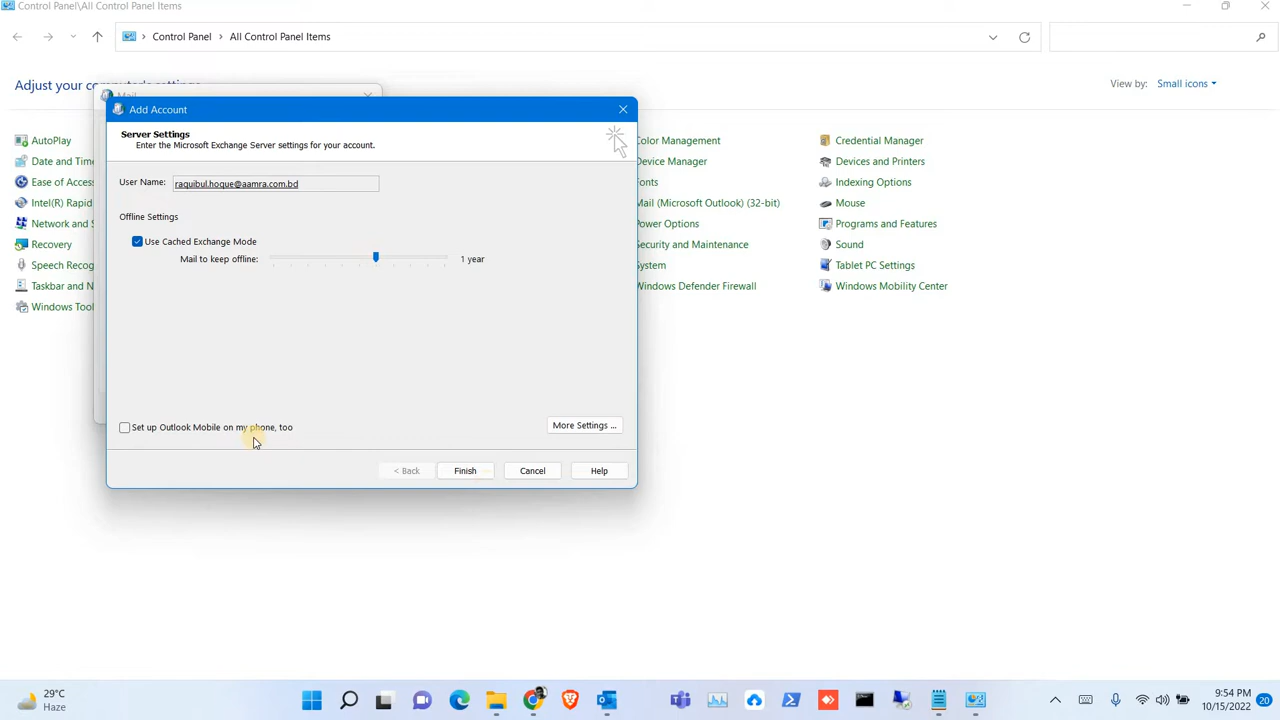 Control Panel\All Control Panel Items
Control Panel > All Control Panel Items
Adjust your computer's settings
View by: Small icons
Mail
Add Account
Server Settings
Enter the Microsoft Exchange Server settings for your account.
User Name: raquibul.hoque@aamra.com.bd
Offline Settings
Use Cached Exchange Mode
Mail to keep offline: 1 year
Set up Outlook Mobile on my phone, too
More Settings ...
< Back
Finish
Cancel
Help
AutoPlay
Date and Time
Ease of Access
Intel(R) Rapid
Network and S
Recovery
Speech Recog
Taskbar and N
Windows Tool
Color Management
Device Manager
Fonts
Mail (Microsoft Outlook) (32-bit)
Power Options
Security and Maintenance
System
Windows Defender Firewall
Credential Manager
Devices and Printers
Indexing Options
Mouse
Programs and Features
Sound
Tablet PC Settings
Windows Mobility Center
29°C
Haze
9:54 PM
10/15/2022
20